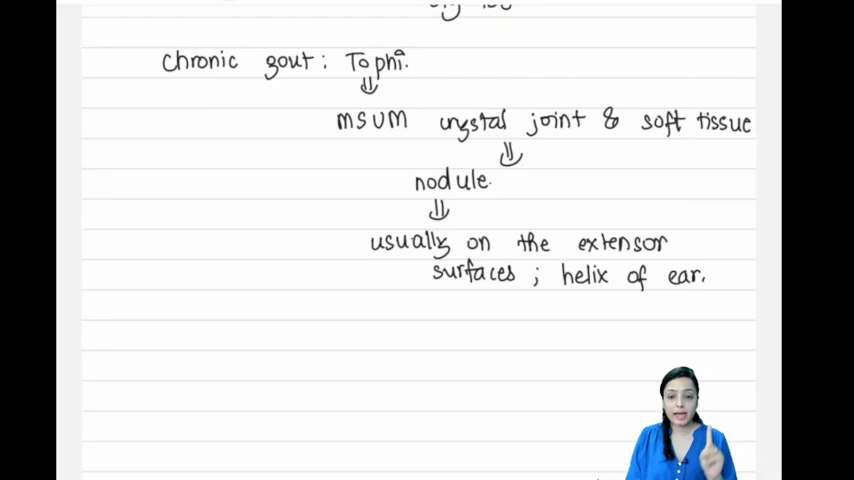 Chronic gout : Tophi.
MSUM crystal joint & soft tissue
nodule.
usually on the extensor
surfaces ; helix of ear.